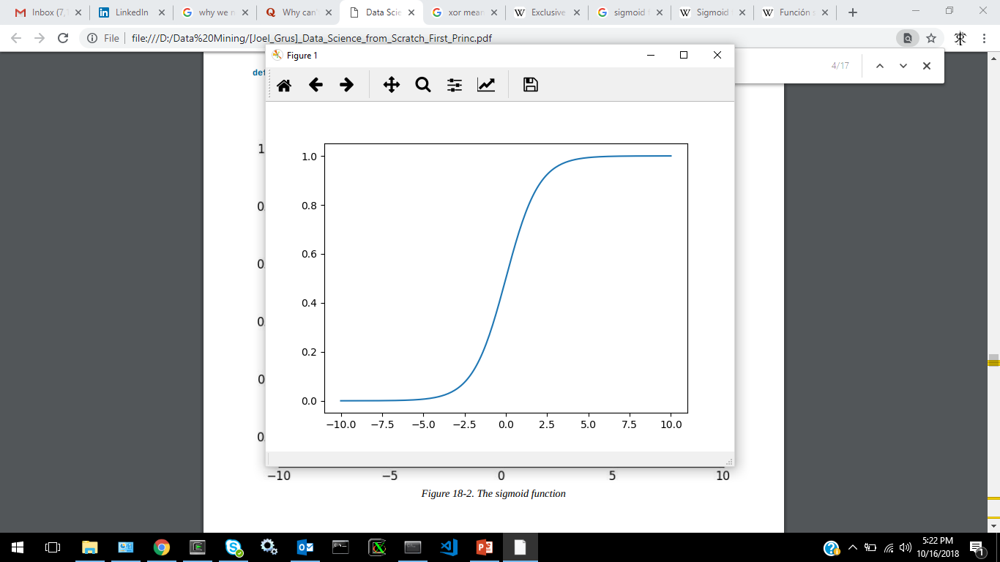 Inbox (7,
LinkedIn
why we n
Why can'
Data Scie
xor mean
Exclusive
sigmoid f
Sigmoid f
Función s
File
file:///D:/Data%20Mining/[Joel_Grus]_Data_Science_from_Scratch_First_Princ.pdf
Figure 1
4/17
def
1.0
0.8
0.6
0.4
0.2
0.0
−10.0 −7.5 −5.0 −2.5 0.0 2.5 5.0 7.5 10.0
1
0.
0.
0.
0.
0.
−10 −5 0 5 10
Figure 18-2. The sigmoid function
5:22 PM
10/16/2018
1